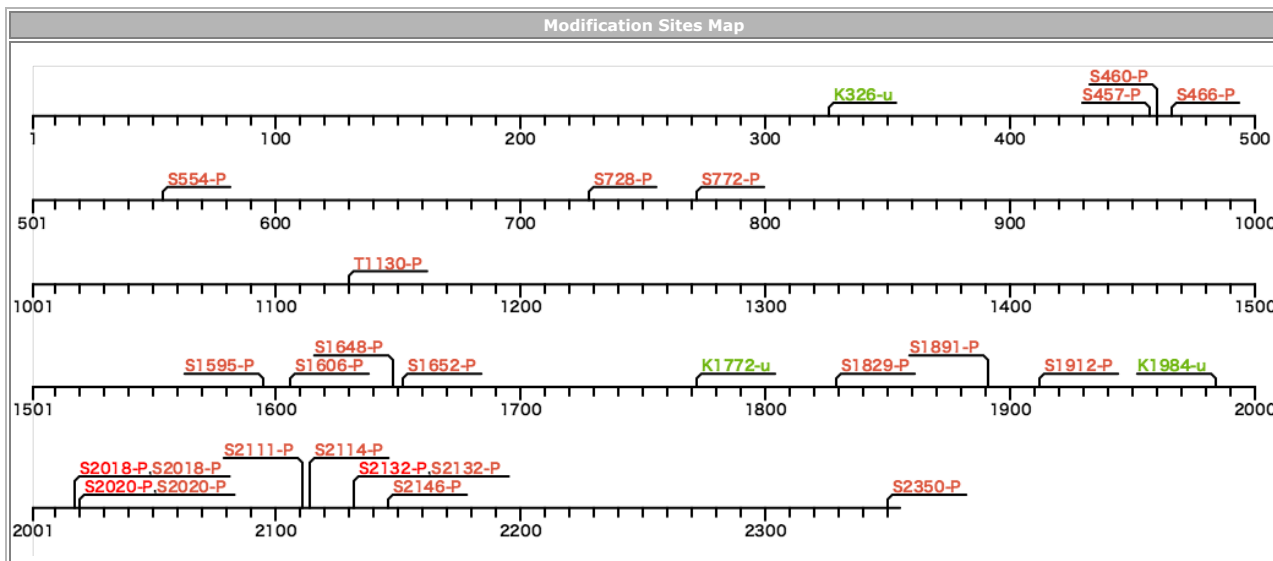 Modification Sites Map
S460-P
K326-u S457-P S466-P
1 100 200 300 400 500
S554-P S728-P S772-P
501 600 700 800 900 1000
T1130-P
1001 1100 1200 1300 1400 1500
S1648-P S1891-P
S1595-P S1606-P S1652-P K1772-u S1829-P S1912-P K1984-u
1501 1600 1700 1800 1900 2000
S2111-P S2114-P
S2018-P,S2018-P S2132-P,S2132-P
S2020-P,S2020-P S2146-P S2350-P
2001 2100 2200 2300